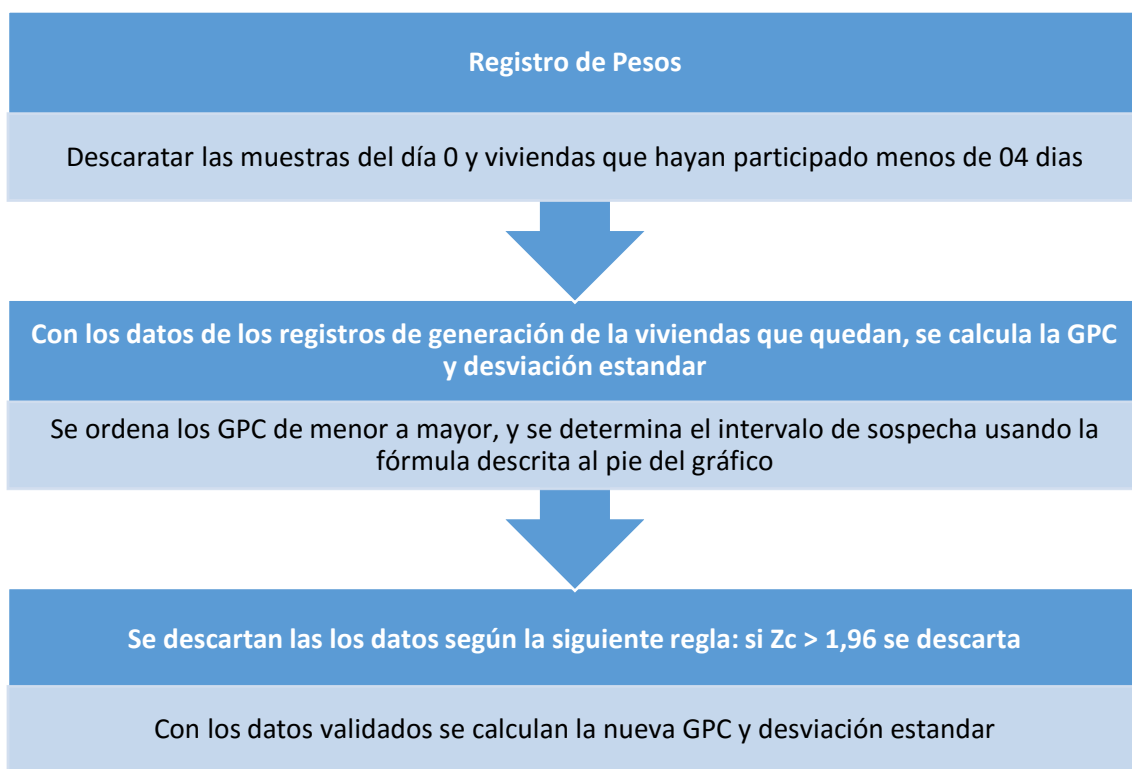 Registro de Pesos
Descaratar las muestras del día 0 y viviendas que hayan participado menos de 04 dias
Con los datos de los registros de generación de la viviendas que quedan, se calcula la GPC
y desviación estandar
Se ordena los GPC de menor a mayor, y se determina el intervalo de sospecha usando la
fórmula descrita al pie del gráfico
Se descartan las los datos según la siguiente regla: si Zc > 1,96 se descarta
Con los datos validados se calculan la nueva GPC y desviación estandar